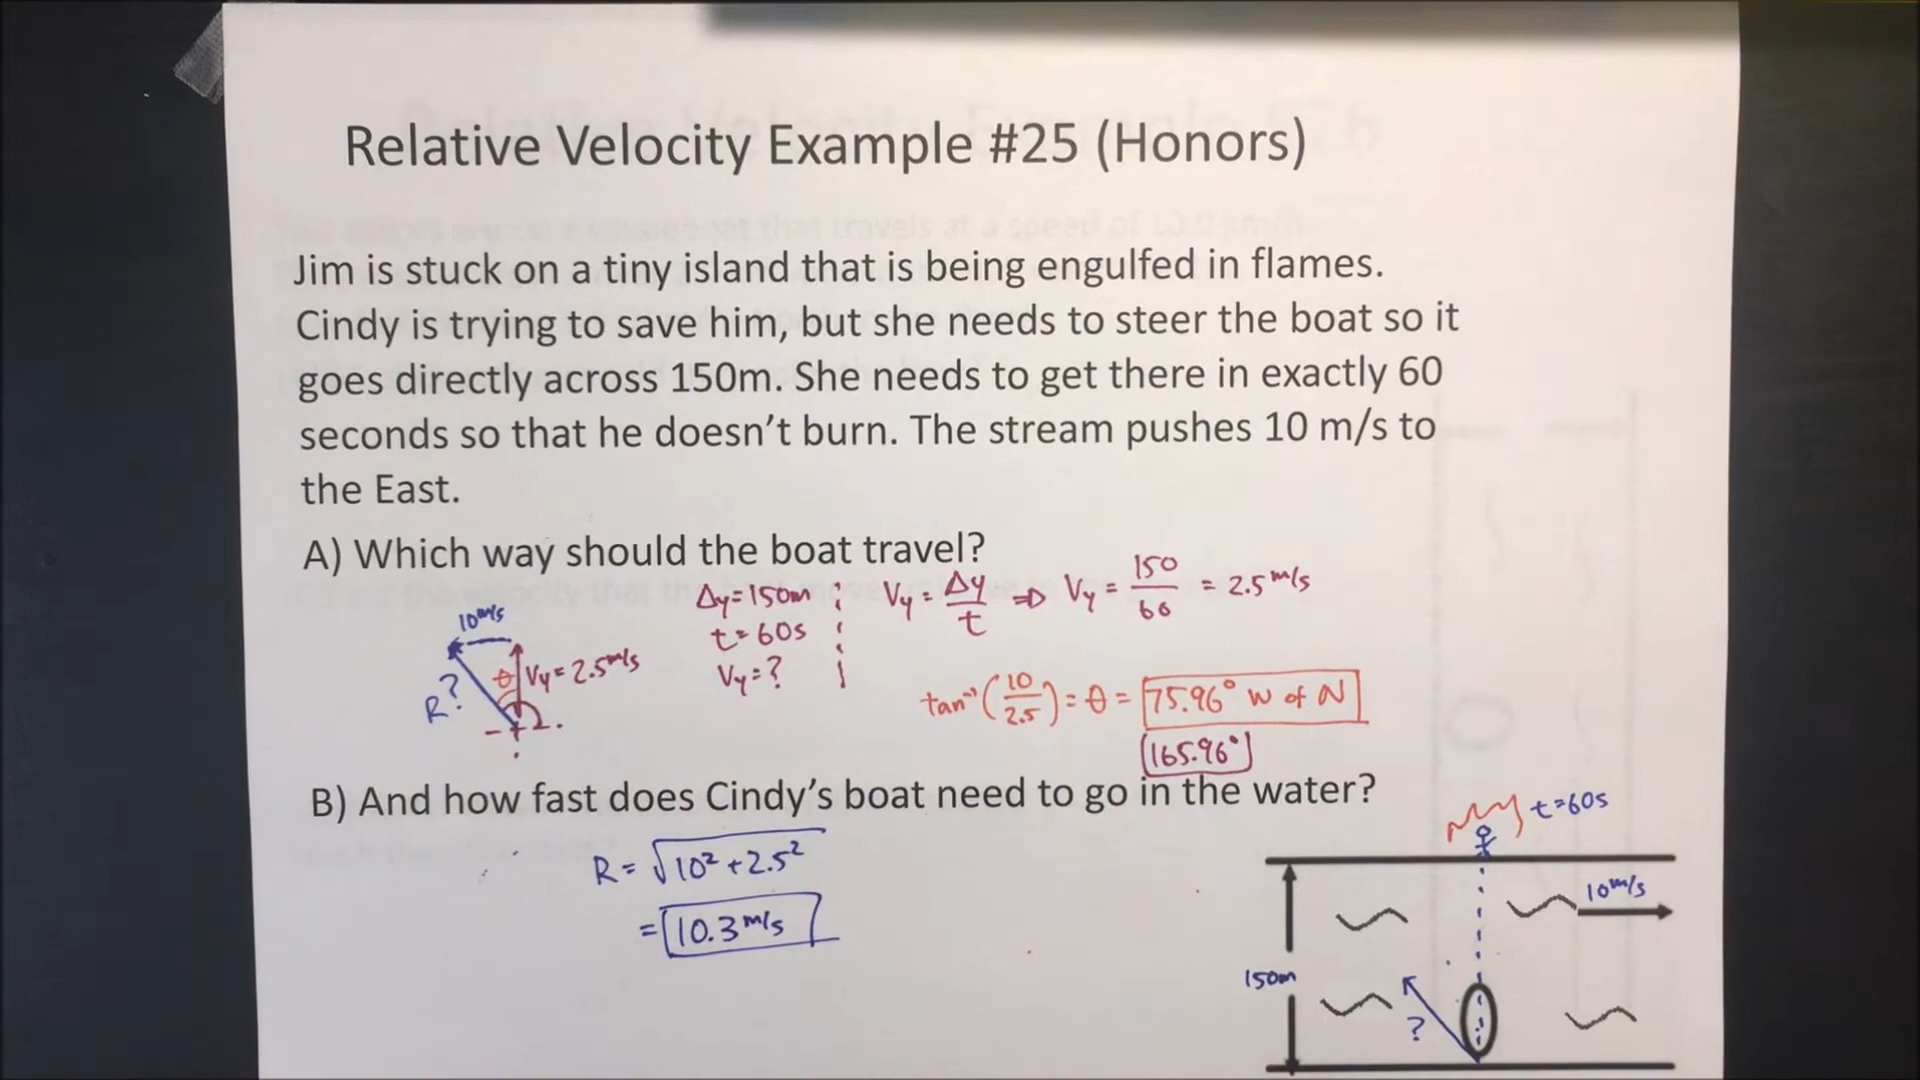 Relative Velocity Example #25 (Honors)
Jim is stuck on a tiny island that is being engulfed in flames.
Cindy is trying to save him, but she needs to steer the boat so it
goes directly across 150m. She needs to get there in exactly 60
seconds so that he doesn't burn. The stream pushes 10 m/s to
the East.
A) Which way should the boat travel?
Δy=150m
t=60s
Vy=?
Vy = Δy/t ⇒ Vy = 150/60 = 2.5 m/s
10 m/s
R?
θ
Vy=2.5 m/s
tan⁻¹(10/2.5) = θ = 75.96° W of N
165.96°
B) And how fast does Cindy's boat need to go in the water?
R = √10² + 2.5²
= 10.3 m/s
t=60s
10 m/s
150m
?